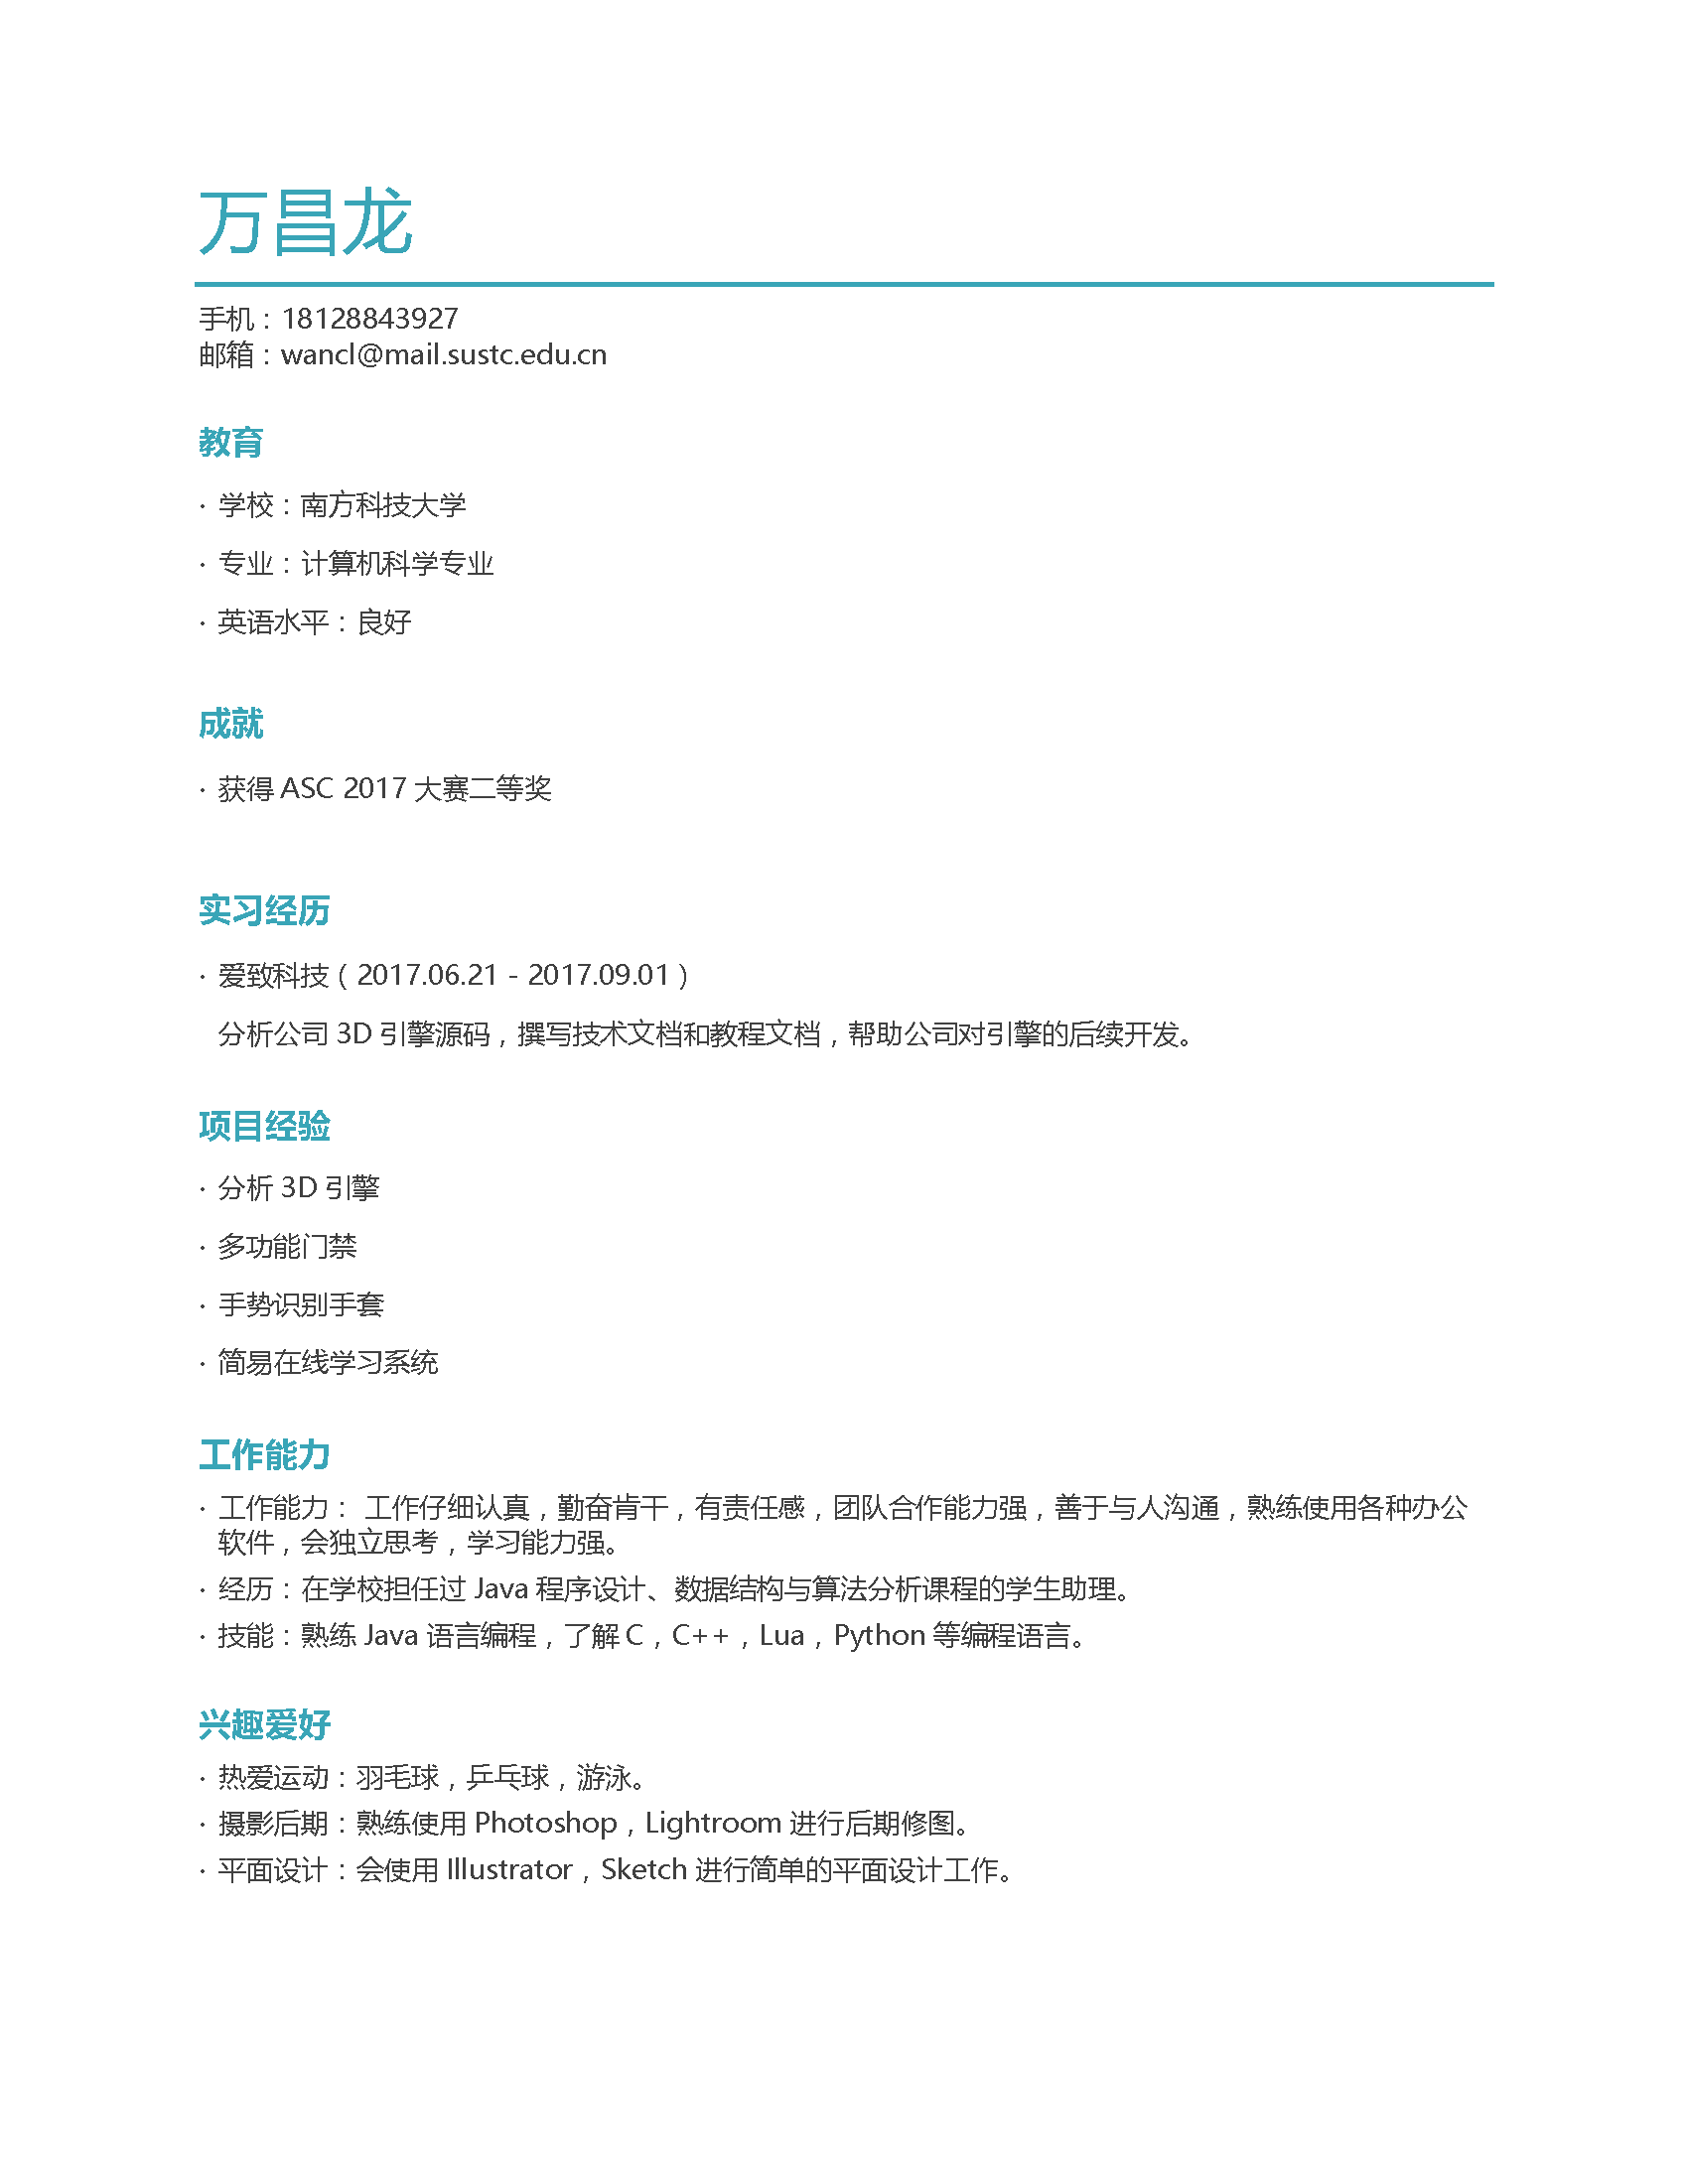 万昌龙
手机：18128843927
邮箱：wancl@mail.sustc.edu.cn
教育
· 学校：南方科技大学
· 专业：计算机科学专业
· 英语水平：良好
成就
· 获得 ASC 2017 大赛二等奖
实习经历
· 爱致科技（2017.06.21 - 2017.09.01）
分析公司 3D 引擎源码，撰写技术文档和教程文档，帮助公司对引擎的后续开发。
项目经验
· 分析 3D 引擎
· 多功能门禁
· 手势识别手套
· 简易在线学习系统
工作能力
· 工作能力： 工作仔细认真，勤奋肯干，有责任感，团队合作能力强，善于与人沟通，熟练使用各种办公
软件，会独立思考，学习能力强。
· 经历：在学校担任过 Java 程序设计、数据结构与算法分析课程的学生助理。
· 技能：熟练 Java 语言编程，了解 C，C++，Lua，Python 等编程语言。
兴趣爱好
· 热爱运动：羽毛球，乒乓球，游泳。
· 摄影后期：熟练使用 Photoshop，Lightroom 进行后期修图。
· 平面设计：会使用 Illustrator，Sketch 进行简单的平面设计工作。